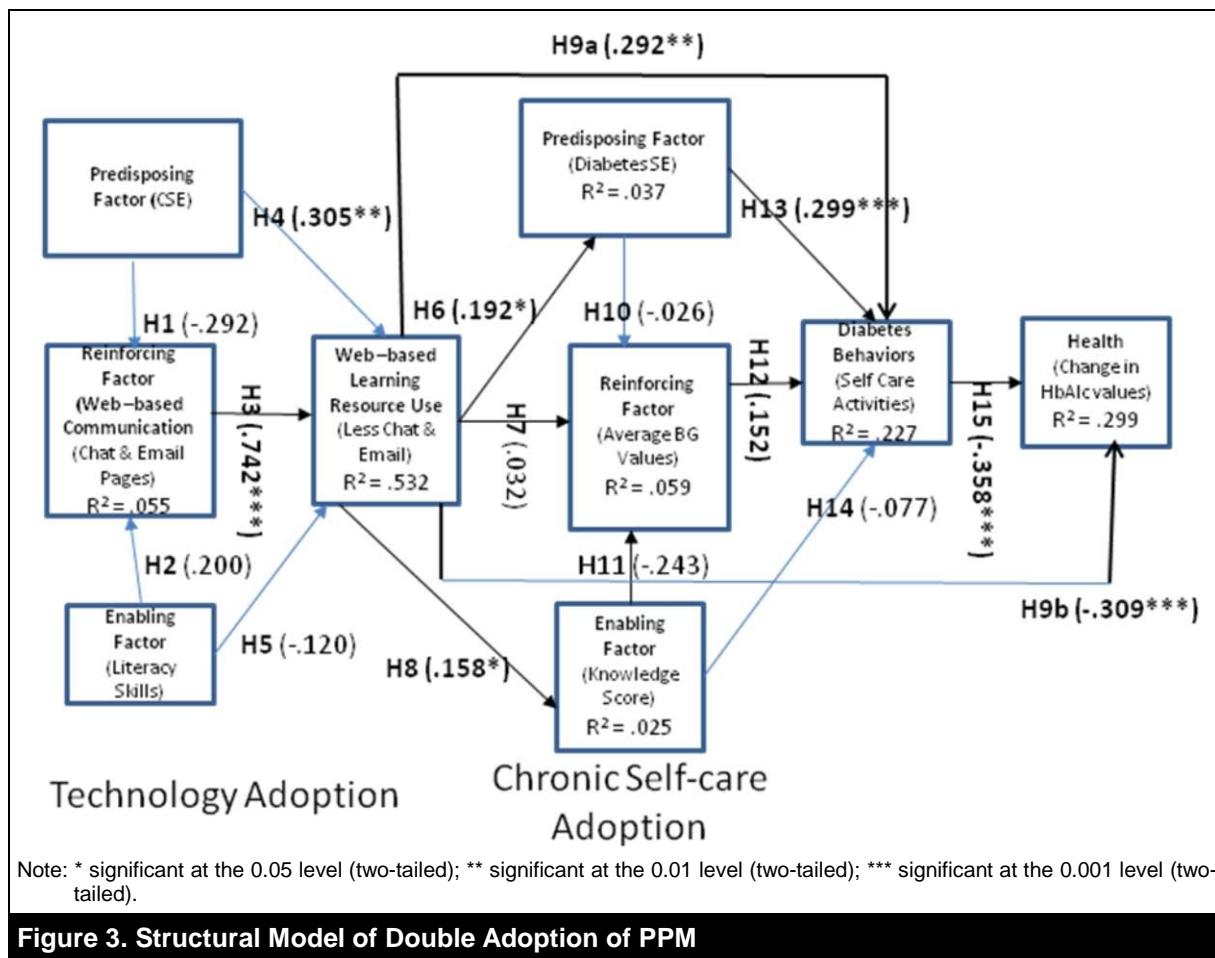 H9a (.292**)
Predisposing
Factor (CSE)
H4 (.305**)
Predisposing Factor
(Diabetes SE)
R² = .037
H13 (.299***)
H1 (-.292)
H6 (.192*)
H10 (-.026)
Reinforcing
Factor
(Web-based
Communication
(Chat & Email
Pages)
R² = .055
H3 (.742***)
Web–based
Learning
Resource Use
(Less Chat &
Email)
R² = .532
H7 (.032)
Reinforcing
Factor
(Average BG
Values)
R² = .059
H12 (.152)
Diabetes
Behaviors
(Self Care
Activities)
R² = .227
H15 (-.358***)
Health
(Change in
HbAlc values)
R² = .299
H2 (.200)
H5 (-.120)
H11 (-.243)
H14 (-.077)
H9b (-.309***)
Enabling
Factor
(Literacy
Skills)
H8 (.158*)
Enabling
Factor
(Knowledge
Score)
R² = .025
Technology Adoption
Chronic Self-care
Adoption
Note: * significant at the 0.05 level (two-tailed); ** significant at the 0.01 level (two-tailed); *** significant at the 0.001 level (two-
tailed).
Figure 3. Structural Model of Double Adoption of PPM